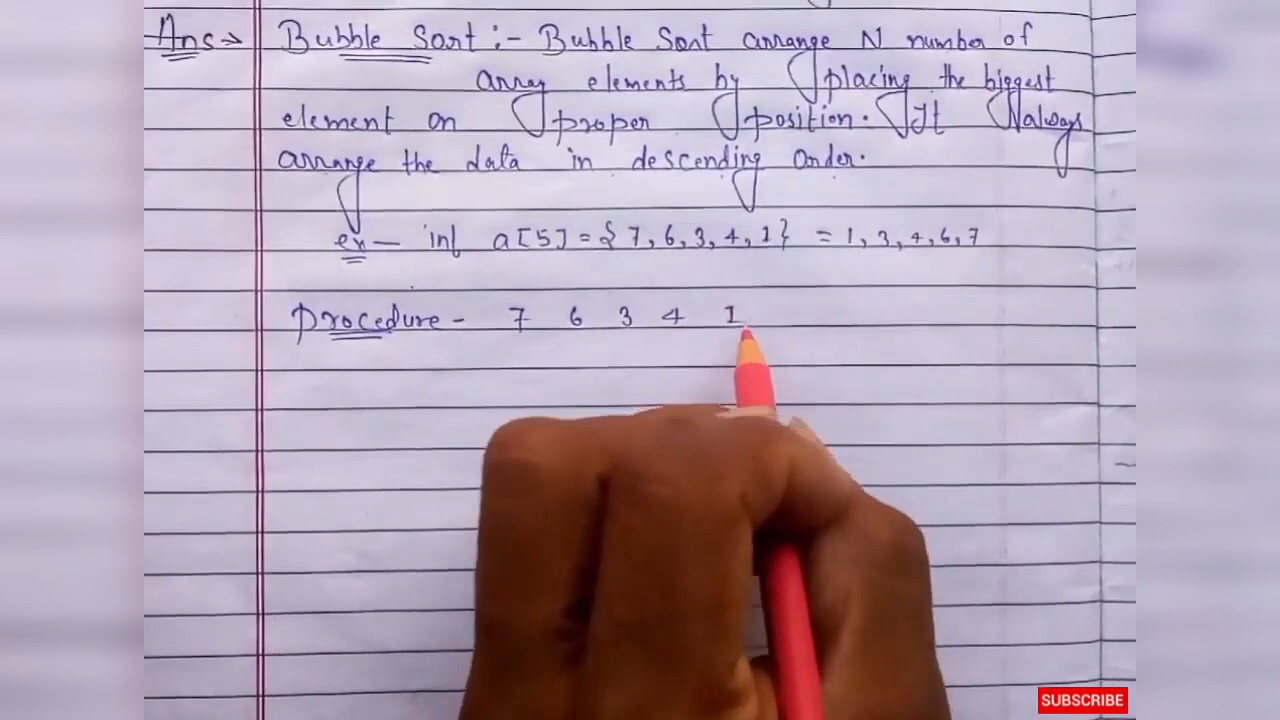 Ans→ Bubble Sort :- Bubble Sort arrange N number of
array elements by placing the biggest
element on proper position. It always
arrange the data in descending order.
ex- int a[5] = {7, 6, 3, 4, 1} = 1, 3, 4, 6, 7
Procedure - 7 6 3 4 1
SUBSCRIBE